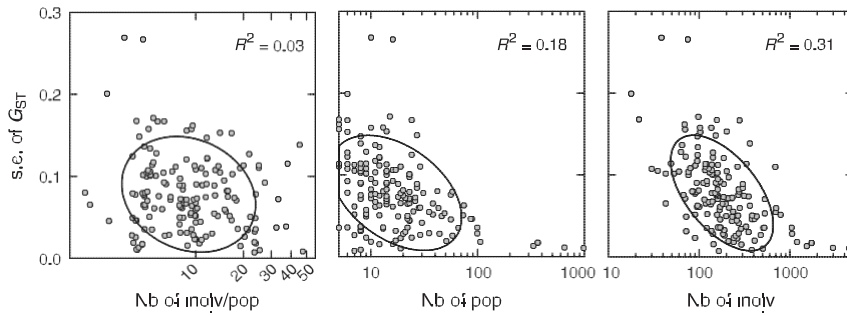 s.e. of G_ST
0.3
0.2
0.1
0.0
R² = 0.03
10
20
30
40
50
Nb of indiv/pop
R² = 0.18
10
100
1000
Nb of pop
R² = 0.31
10
100
1000
Nb of indiv